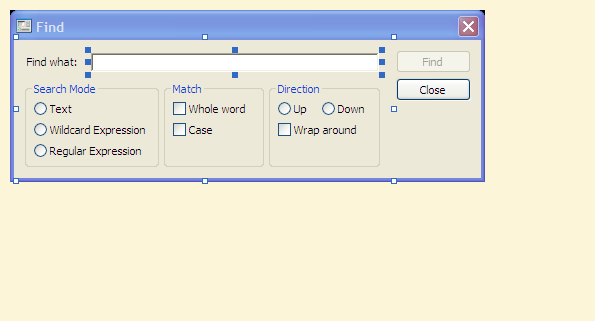 Find
Find what:
Find
Close
Search Mode
Text
Wildcard Expression
Regular Expression
Match
Whole word
Case
Direction
Up Down
Wrap around